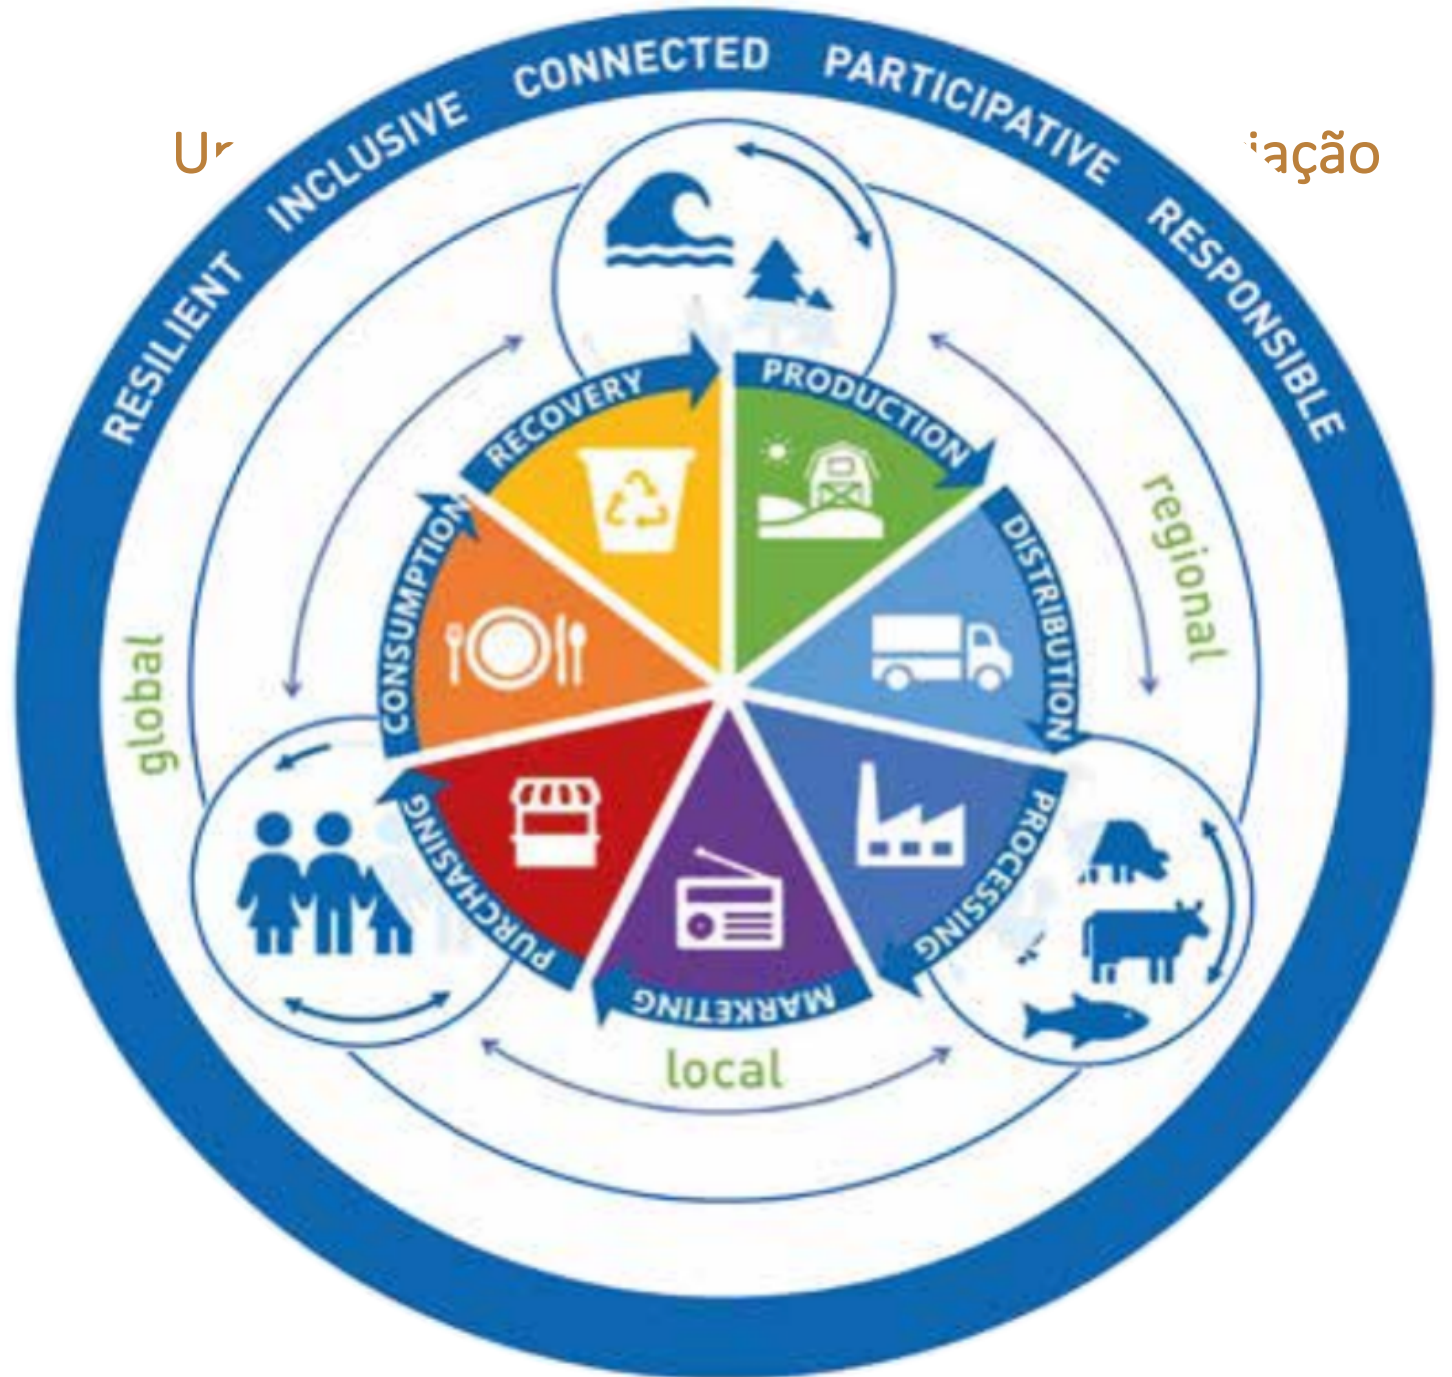 RESILIENT INCLUSIVE CONNECTED PARTICIPATIVE RESPONSIBLE
RECOVERY
PRODUCTION
DISTRIBUTION
PROCESSING
MARKETING
PURCHASING
CONSUMPTION
global
regional
local